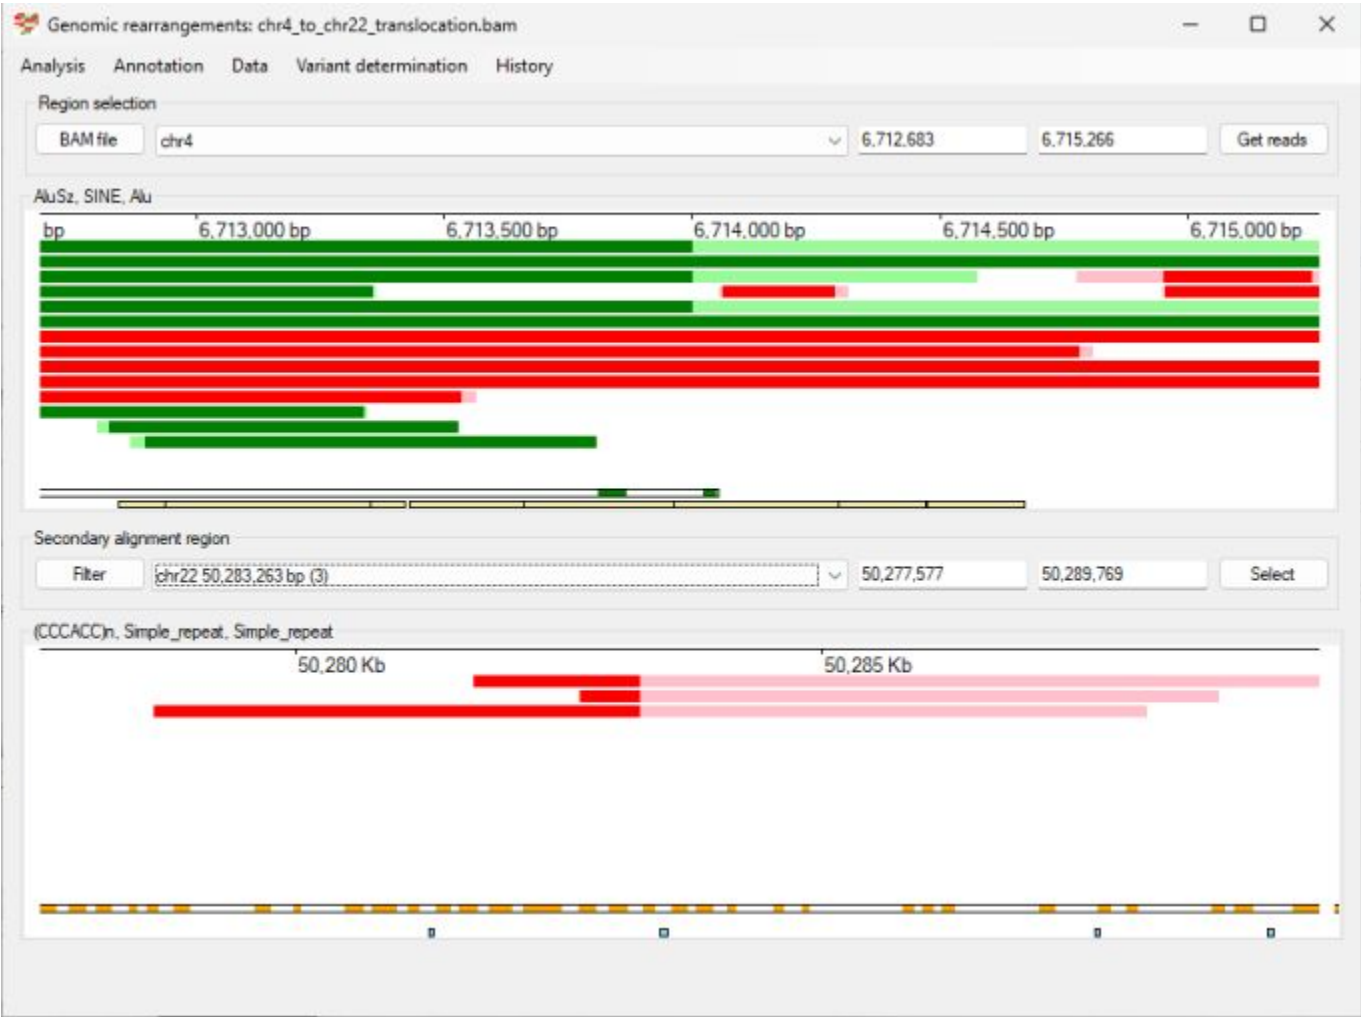 Genomic rearrangements: chr4_to_chr22_translocation.bam
Analysis Annotation Data Variant determination History
Region selection
BAM file chr4 6,712,683 6,715,266 Get reads
AluSz, SINE, Alu
bp 6,713,000 bp 6,713,500 bp 6,714,000 bp 6,714,500 bp 6,715,000 bp
Secondary alignment region
Filter chr22 50,283,263 bp (3) 50,277,577 50,289,769 Select
(CCCACC)n, Simple_repeat, Simple_repeat
50,280 Kb 50,285 Kb